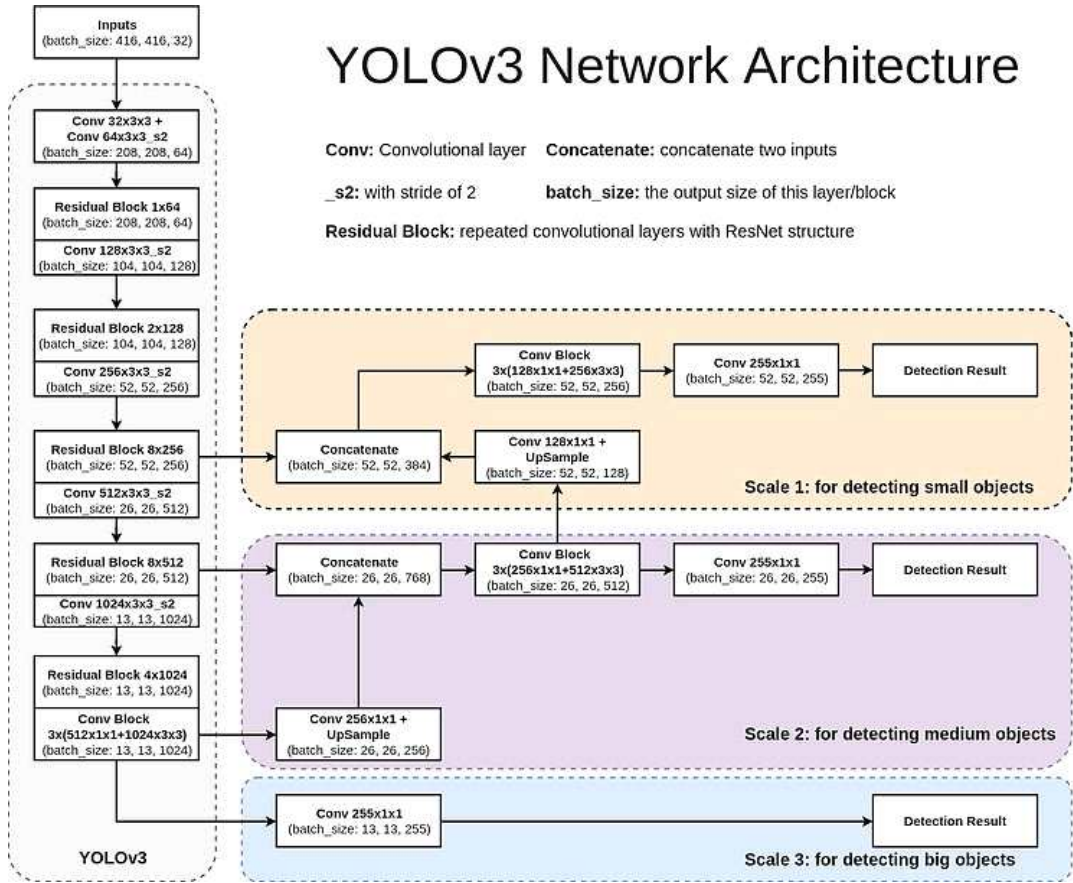 Inputs
(batch_size: 416, 416, 32)
YOLOv3 Network Architecture
Conv: Convolutional layer Concatenate: concatenate two inputs
_s2: with stride of 2 batch_size: the output size of this layer/block
Residual Block: repeated convolutional layers with ResNet structure
Conv 32x3x3 +
Conv 64x3x3_s2
(batch_size: 208, 208, 64)
Residual Block 1x64
(batch_size: 208, 208, 64)
Conv 128x3x3_s2
(batch_size: 104, 104, 128)
Residual Block 2x128
(batch_size: 104, 104, 128)
Conv 256x3x3_s2
(batch_size: 52, 52, 256)
Residual Block 8x256
(batch_size: 52, 52, 256)
Conv 512x3x3_s2
(batch_size: 26, 26, 512)
Residual Block 8x512
(batch_size: 26, 26, 512)
Conv 1024x3x3_s2
(batch_size: 13, 13, 1024)
Residual Block 4x1024
(batch_size: 13, 13, 1024)
Conv Block
3x(512x1x1+1024x3x3)
(batch_size: 13, 13, 1024)
YOLOv3
Conv Block
3x(128x1x1+256x3x3)
(batch_size: 52, 52, 256)
Conv 255x1x1
(batch_size: 52, 52, 255)
Detection Result
Concatenate
(batch_size: 52, 52, 384)
Conv 128x1x1 +
UpSample
(batch_size: 52, 52, 128)
Scale 1: for detecting small objects
Concatenate
(batch_size: 26, 26, 768)
Conv Block
3x(256x1x1+512x3x3)
(batch_size: 26, 26, 512)
Conv 255x1x1
(batch_size: 26, 26, 255)
Detection Result
Conv 256x1x1 +
UpSample
(batch_size: 26, 26, 256)
Scale 2: for detecting medium objects
Conv 255x1x1
(batch_size: 13, 13, 255)
Detection Result
Scale 3: for detecting big objects